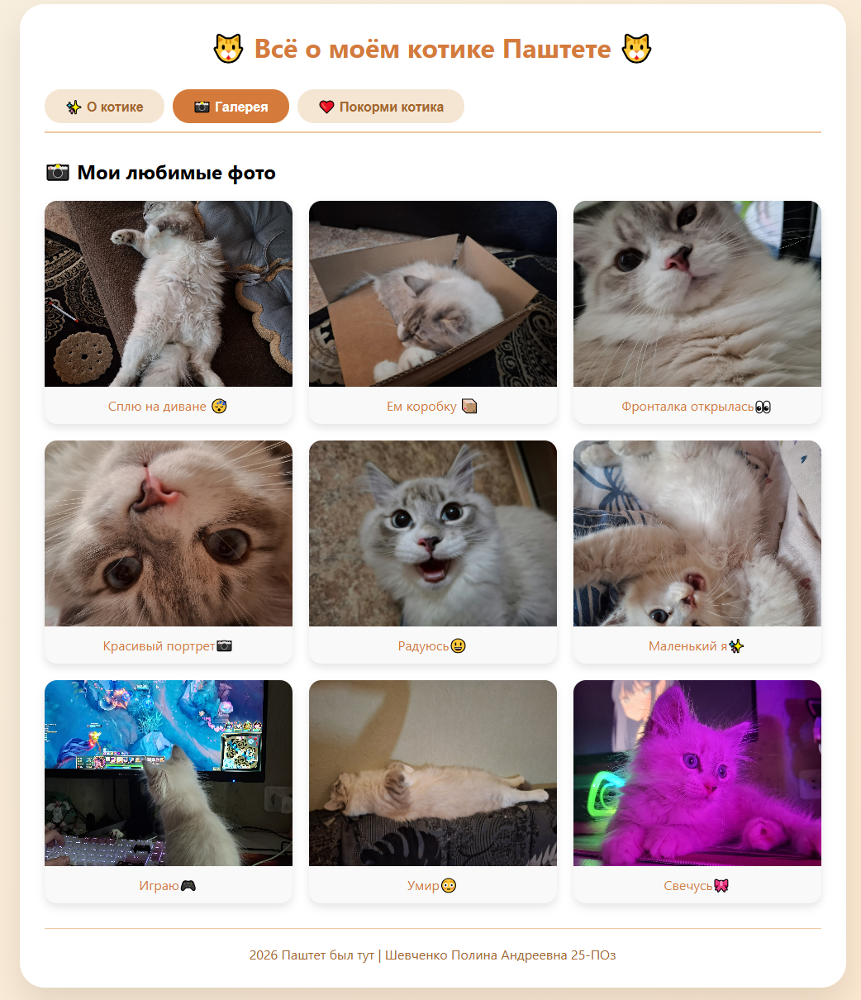 🐱 Всё о моём котике Паштете 🐱
✨ О котике
📷 Галерея
❤️ Покорми котика
📷 Мои любимые фото
Сплю на диване 😴
Ем коробку 📦
Фронталка открылась👀
Красивый портрет📷
Радуюсь😃
Маленький я✨
Играю🎮
Умир😳
Свечусь🎀
2026 Паштет был тут | Шевченко Полина Андреевна 25-ПОз